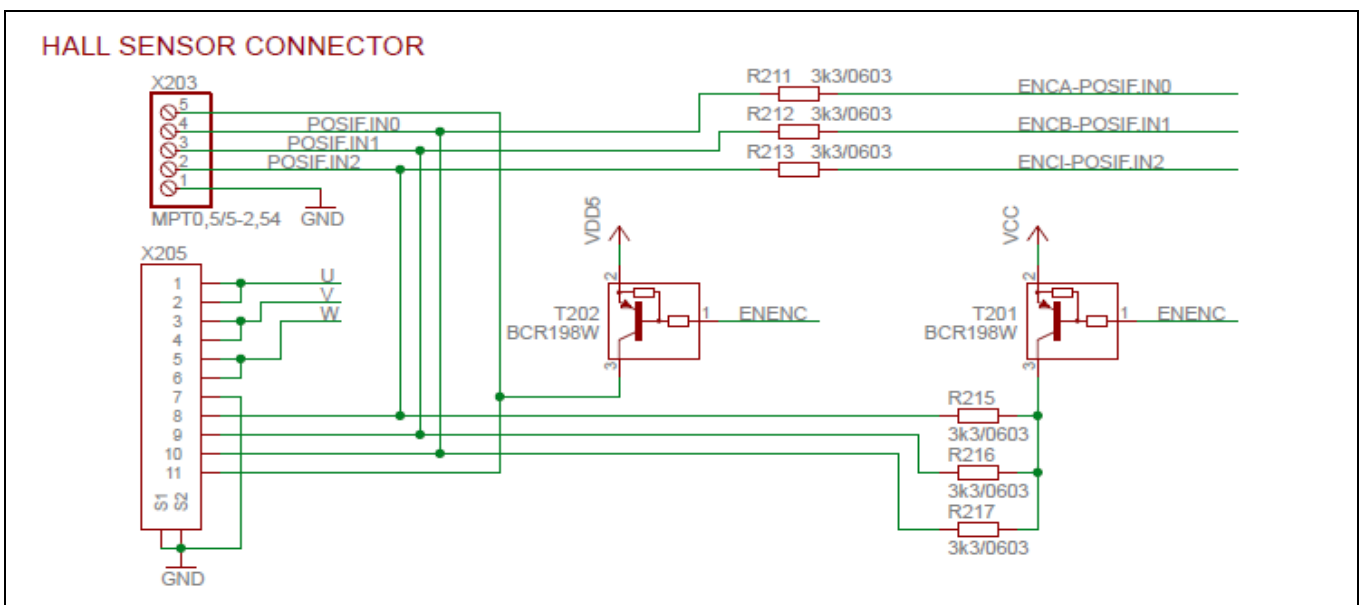 HALL SENSOR CONNECTOR
X203
5
4
3
2
1
POSIF.IN0
POSIF.IN1
POSIF.IN2
MPT0,5/5-2,54
GND
R211 3k3/0603
ENCA-POSIF.IN0
R212 3k3/0603
ENCB-POSIF.IN1
R213 3k3/0603
ENCI-POSIF.IN2
X205
1
2
3
4
5
6
7
8
9
10
11
S1
S2
U
V
W
GND
VDD5
2
T202
BCR198W
1
ENENC
3
VCC
2
T201
BCR198W
1
ENENC
3
R215
3k3/0603
R216
3k3/0603
R217
3k3/0603